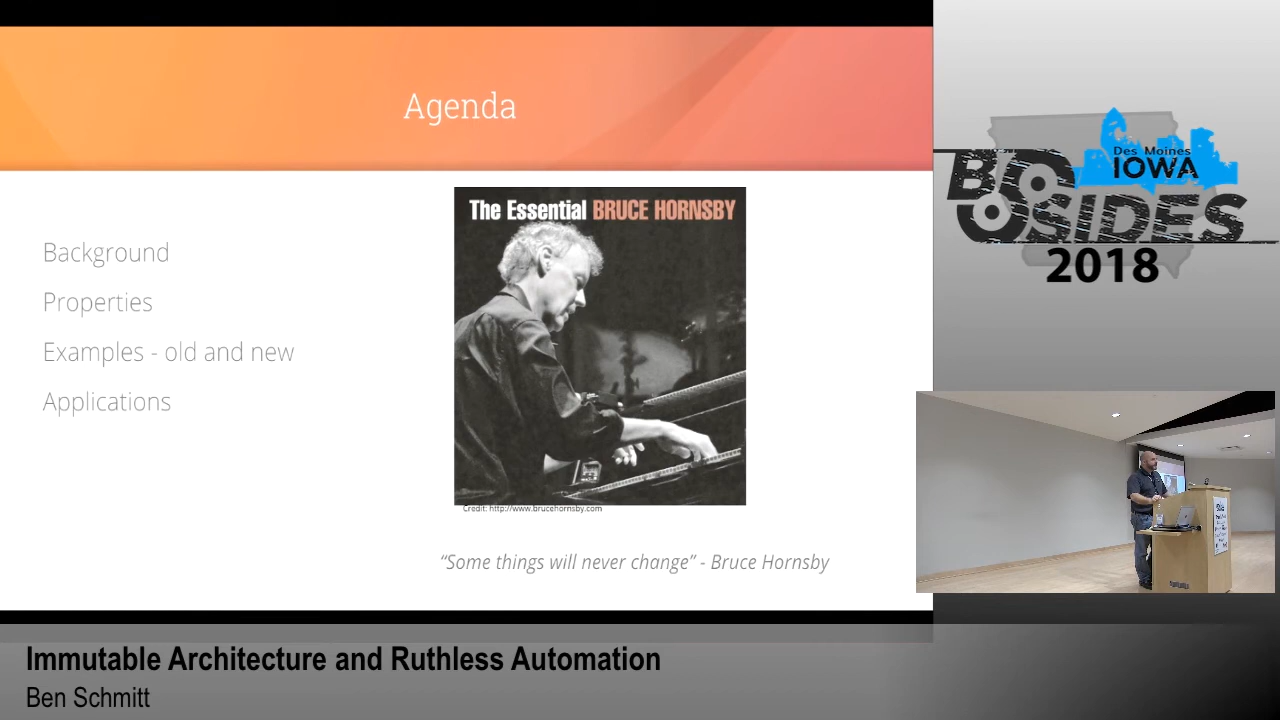 Agenda
The Essential BRUCE HORNSBY
Background
Properties
Examples - old and new
Applications
Credit: http://www.brucehornsby.com
“Some things will never change” - Bruce Hornsby
Des Moines
IOWA
BSIDES
2018
Immutable Architecture and Ruthless Automation
Ben Schmitt